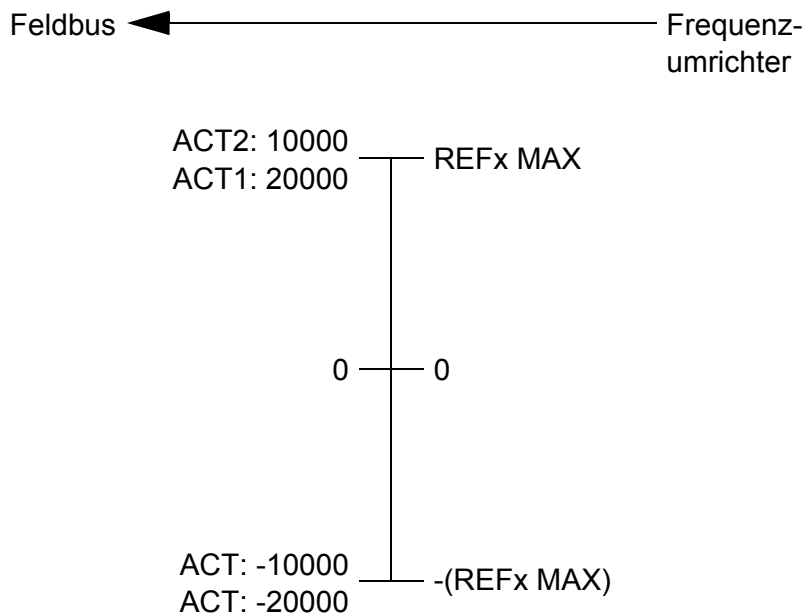 Feldbus
Frequenz-
umrichter
ACT2: 10000
ACT1: 20000
REFx MAX
0
0
ACT: -10000
ACT: -20000
-(REFx MAX)